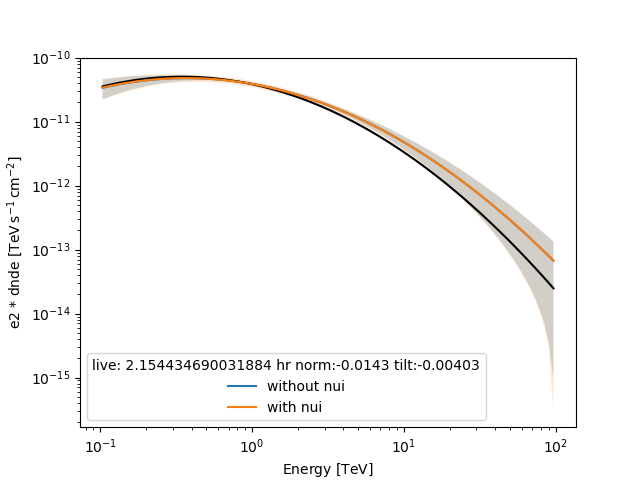 10⁻¹⁰
10⁻¹¹
10⁻¹²
10⁻¹³
10⁻¹⁴
10⁻¹⁵
e2 * dnde [TeV s⁻¹ cm⁻²]
live: 2.154434690031884 hr norm:-0.0143 tilt:-0.00403
without nui
with nui
10⁻¹ 10⁰ 10¹ 10²
Energy [TeV]